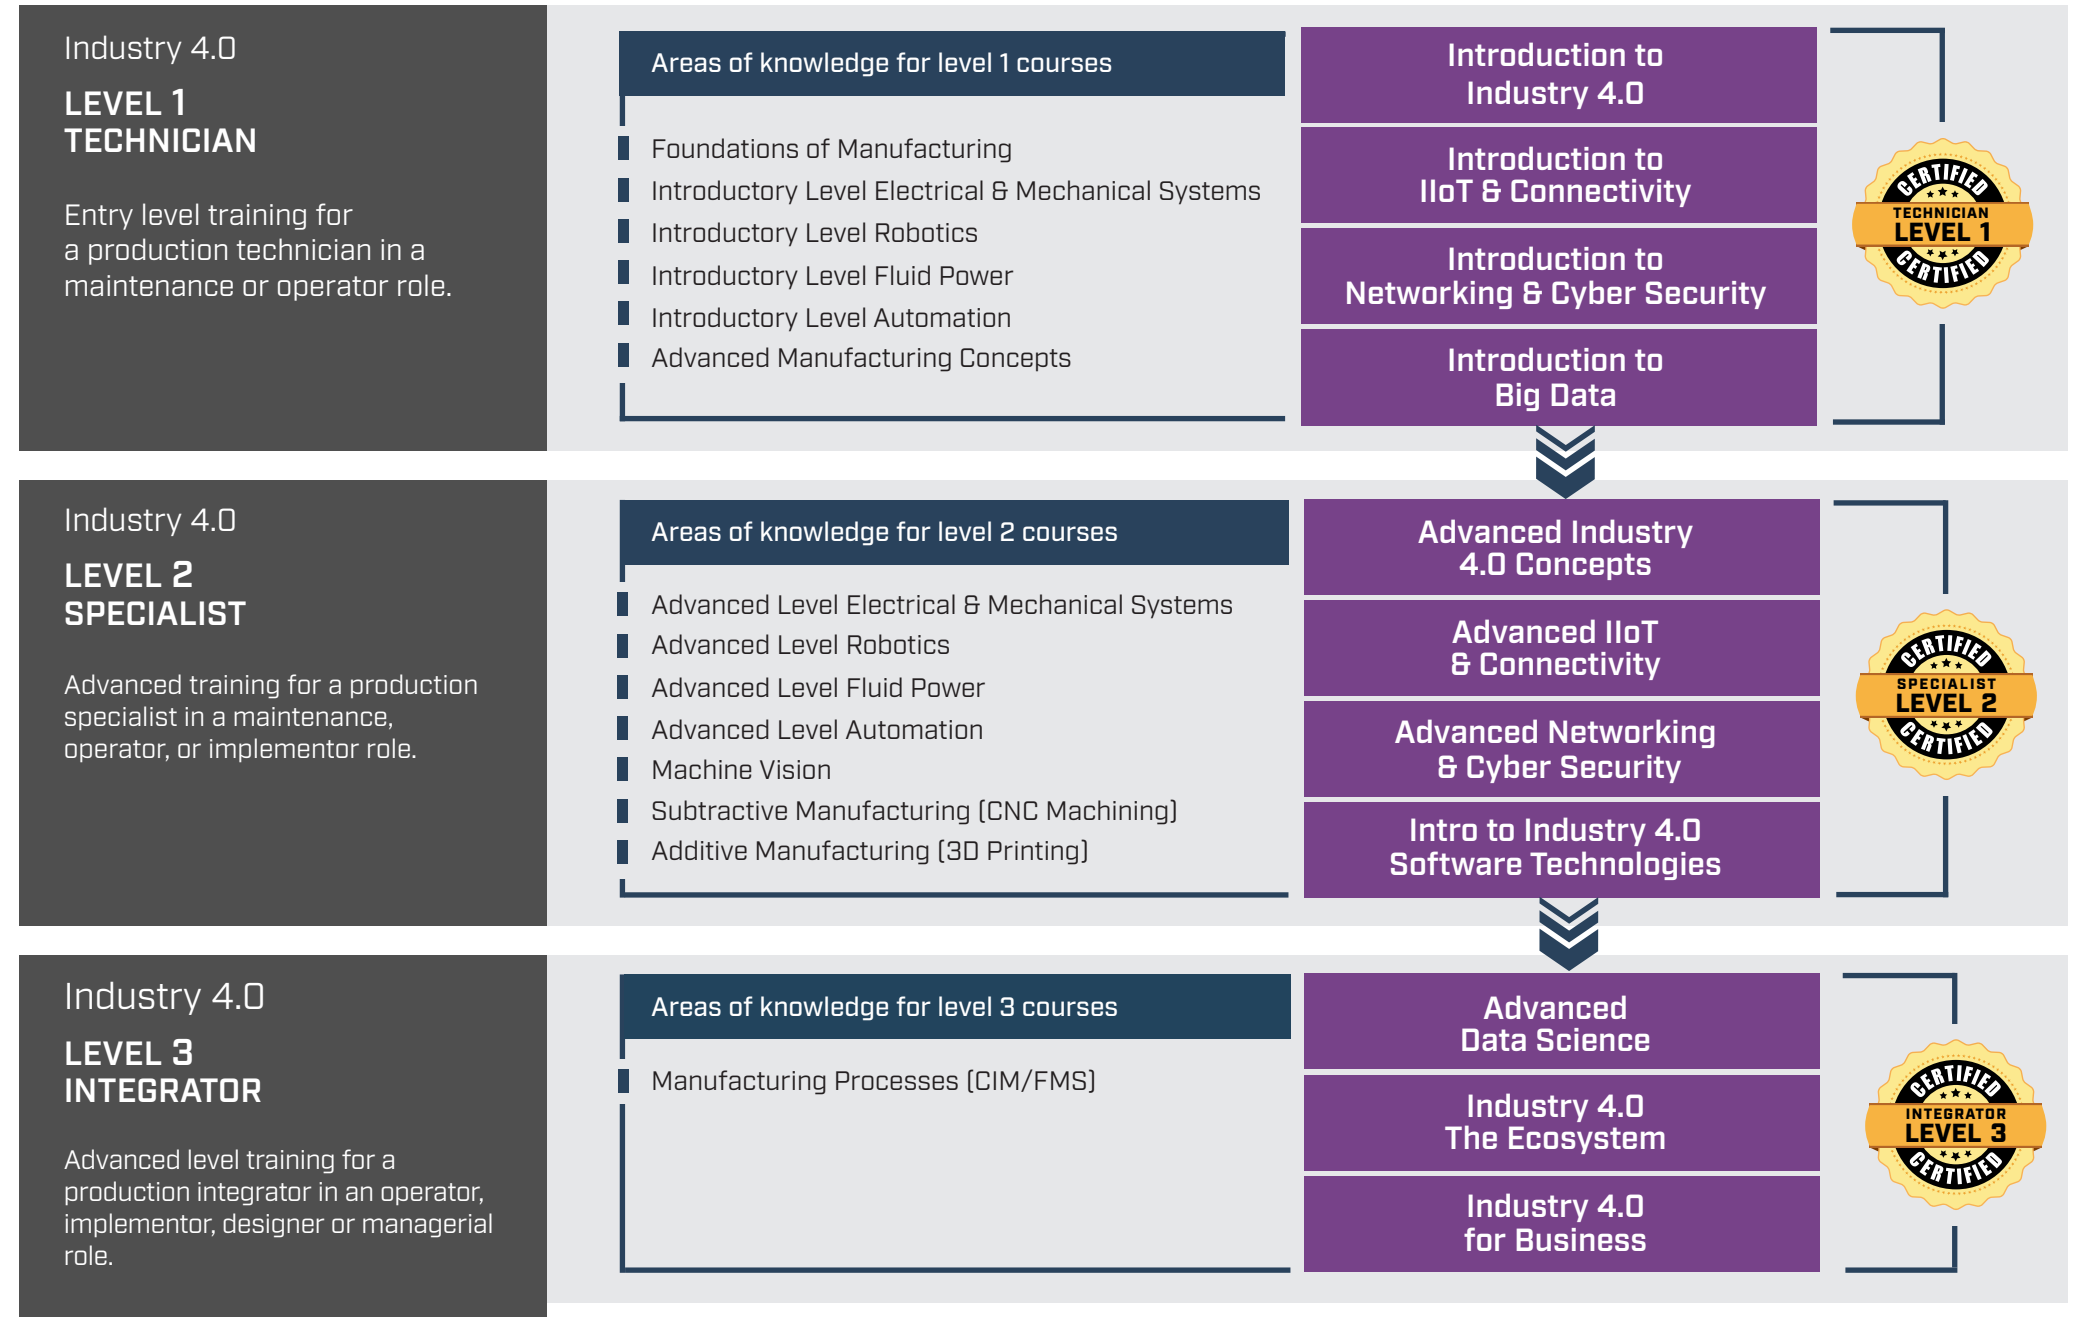 Industry 4.0
LEVEL 1
TECHNICIAN
Entry level training for
a production technician in a
maintenance or operator role.
Areas of knowledge for level 1 courses
Foundations of Manufacturing
Introductory Level Electrical & Mechanical Systems
Introductory Level Robotics
Introductory Level Fluid Power
Introductory Level Automation
Advanced Manufacturing Concepts
Introduction to
Industry 4.0
Introduction to
IIoT & Connectivity
Introduction to
Networking & Cyber Security
Introduction to
Big Data
CERTIFIED
TECHNICIAN
LEVEL 1
CERTIFIED
Industry 4.0
LEVEL 2
SPECIALIST
Advanced training for a production
specialist in a maintenance,
operator, or implementor role.
Areas of knowledge for level 2 courses
Advanced Level Electrical & Mechanical Systems
Advanced Level Robotics
Advanced Level Fluid Power
Advanced Level Automation
Machine Vision
Subtractive Manufacturing (CNC Machining)
Additive Manufacturing (3D Printing)
Advanced Industry
4.0 Concepts
Advanced IIoT
& Connectivity
Advanced Networking
& Cyber Security
Intro to Industry 4.0
Software Technologies
CERTIFIED
SPECIALIST
LEVEL 2
CERTIFIED
Industry 4.0
LEVEL 3
INTEGRATOR
Advanced level training for a
production integrator in an operator,
implementor, designer or managerial
role.
Areas of knowledge for level 3 courses
Manufacturing Processes (CIM/FMS)
Advanced
Data Science
Industry 4.0
The Ecosystem
Industry 4.0
for Business
CERTIFIED
INTEGRATOR
LEVEL 3
CERTIFIED